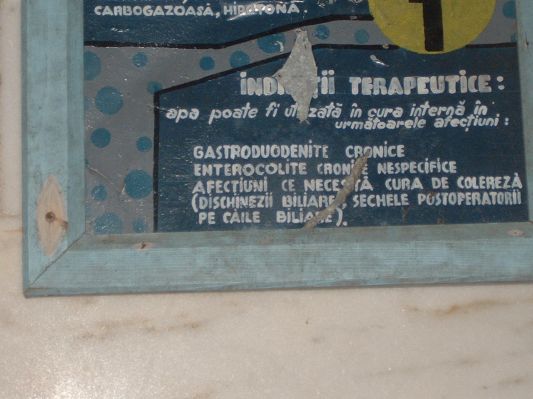 CARBOGAZOASĂ, HIPOTONĂ
1
INDICAȚII TERAPEUTICE:
apa poate fi utilizată în cura internă în
următoarele afecțiuni:
GASTRODUODENITE CRONICE
ENTEROCOLITE CRONICE NESPECIFICE
AFECȚIUNI CE NECESITĂ CURA DE COLEREZĂ
(DISCHINEZII BILIARE, SECHELE POSTOPERATORII
PE CĂILE BILIARE).